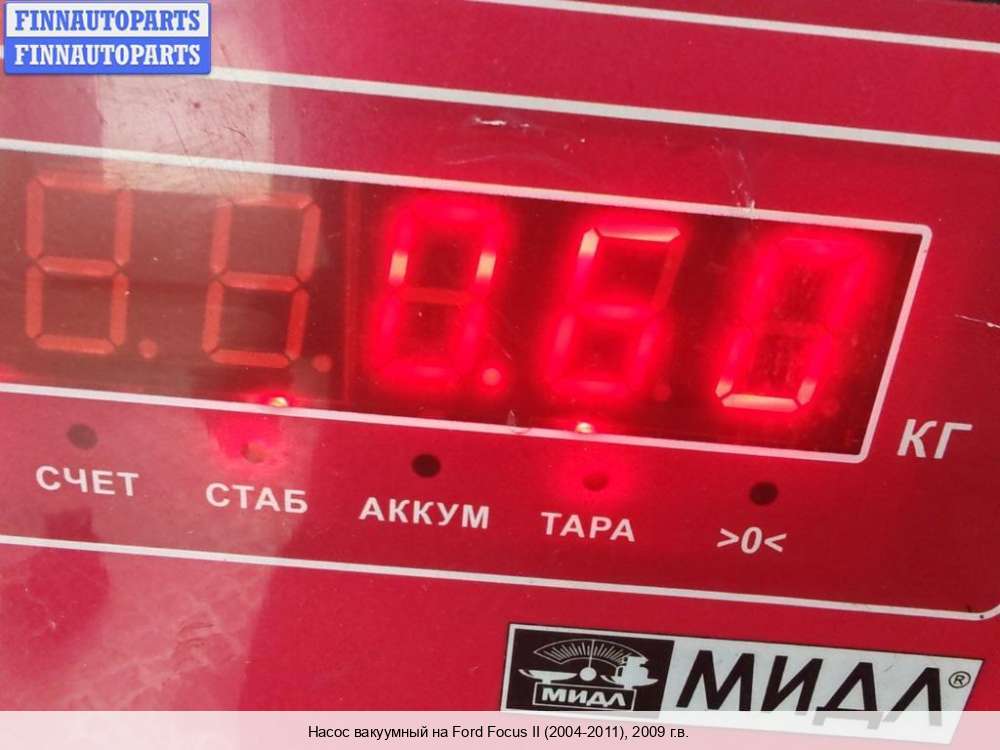 FINNAUTOPARTS
FINNAUTOPARTS
0.60
КГ
СЧЕТ СТАБ АККУМ ТАРА >0<
МИДЛ МИДЛ®
Насос вакуумный на Ford Focus II (2004-2011), 2009 г.в.